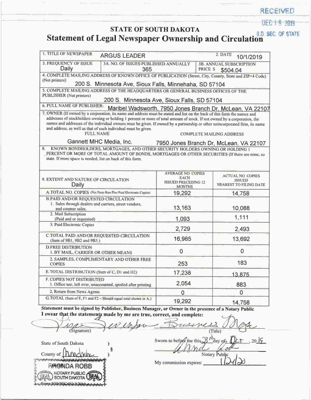 RECEIVED
DEC 1 6 2019
S.D. SEC. OF STATE
STATE OF SOUTH DAKOTA
Statement of Legal Newspaper Ownership and Circulation
1. TITLE OF NEWSPAPER
ARGUS LEADER
2. DATE
10/1/2019
3. FREQUENCY OF ISSUE
Daily
3A. NO. OF ISSUES PUBLISHED ANNUALLY
365
3B. ANNUAL SUBSCRIPTION
PRICE $ $504.04
4. COMPLETE MAILING ADDRESS OF KNOWN OFFICE OF PUBLICATION (Street, City, County, State and ZIP+4 Code)
(Not printers)
200 S. Minnesota Ave, Sioux Falls, Minnehaha, SD 57104
5. COMPLETE MAILING ADDRESS OF THE HEADQUARTERS OR GENERAL BUSINESS OFFICES OF THE
PUBLISHER (Not printer)
200 S. Minnesota Ave, Sioux Falls, SD 57104
6. FULL NAME OF PUBLISHER
Maribel Wadsworth, 7950 Jones Branch Dr, McLean, VA 22107
7. OWNER (If owned by a corporation, its name and address must be stated and on the back of this form the names and
addresses of stockholders owning or holding 1 percent or more of total amount of stock. If not owned by a corporation, the
names and addresses of the individual owners must be given. If owned by a partnership or other unincorporated firm, its name
and address, as well as that of each individual must be given.
FULL NAME
COMPLETE MAILING ADDRESS
Gannett MHC Media, Inc.
7950 Jones Branch Dr, McLean, VA 22107
8. KNOWN BONDHOLDERS, MORTGAGEES, AND OTHER SECURITY HOLDERS OWNING OR HOLDING 1
PERCENT OR MORE OF TOTAL AMOUNT OF BONDS, MORTGAGES OR OTHER SECURITIES (If there are none, so
state. If more space is needed, list on back of this form.
9. EXTENT AND NATURE OF CIRCULATION
Daily
AVERAGE NO. COPIES
EACH
ISSUED PRECEDING 12
MONTHS
ACTUAL NO. COPIES
ISSUED
NEAREST TO FILING DATE
A. TOTAL NO. COPIES (Net Press Run Plus Paid Electronic Copies)
19,292
14,758
B. PAID AND/OR REQUESTED CIRCULATION
1. Sales through dealers and carriers, street vendors,
and counter sales.
13,163
10,088
2. Mail Subscription
(Paid and or requested)
1,093
1,111
3. Paid Electronic Copies
2,729
2,493
C. TOTAL PAID AND/OR REQUESTED CIRCULATION
(Sum of 9B1, 9B2 and 9B3.)
16,985
13,692
D. FREE DISTRIBUTION
1. BY MAIL, CARRIER OR OTHER MEANS
0
0
2. SAMPLES, COMPLIMENTARY AND OTHER FREE
COPIES
253
183
E. TOTAL DISTRIBUTION (Sum of C, D1 and D2)
17,238
13,875
F. COPIES NOT DISTRIBUTED
1. Office use, left over, unaccounted, spoiled after printing
2,054
883
2. Return from News Agents
0
0
G. TOTAL (Sum of E, F1 and F2 – Should equal total shown in A.)
19,292
14,758
Statement must be signed by Publisher, Business Manager, or Owner in the presence of a Notary Public
I swear that the statements made by me are true, correct, and complete:
(Signature)
Business Mgr
(Title)
State of South Dakota )
County of Minnehaha )
Notary Public
My commission expires:
RHONDA ROBB
NOTARY PUBLIC
SOUTH DAKOTA
SEAL
SEAL